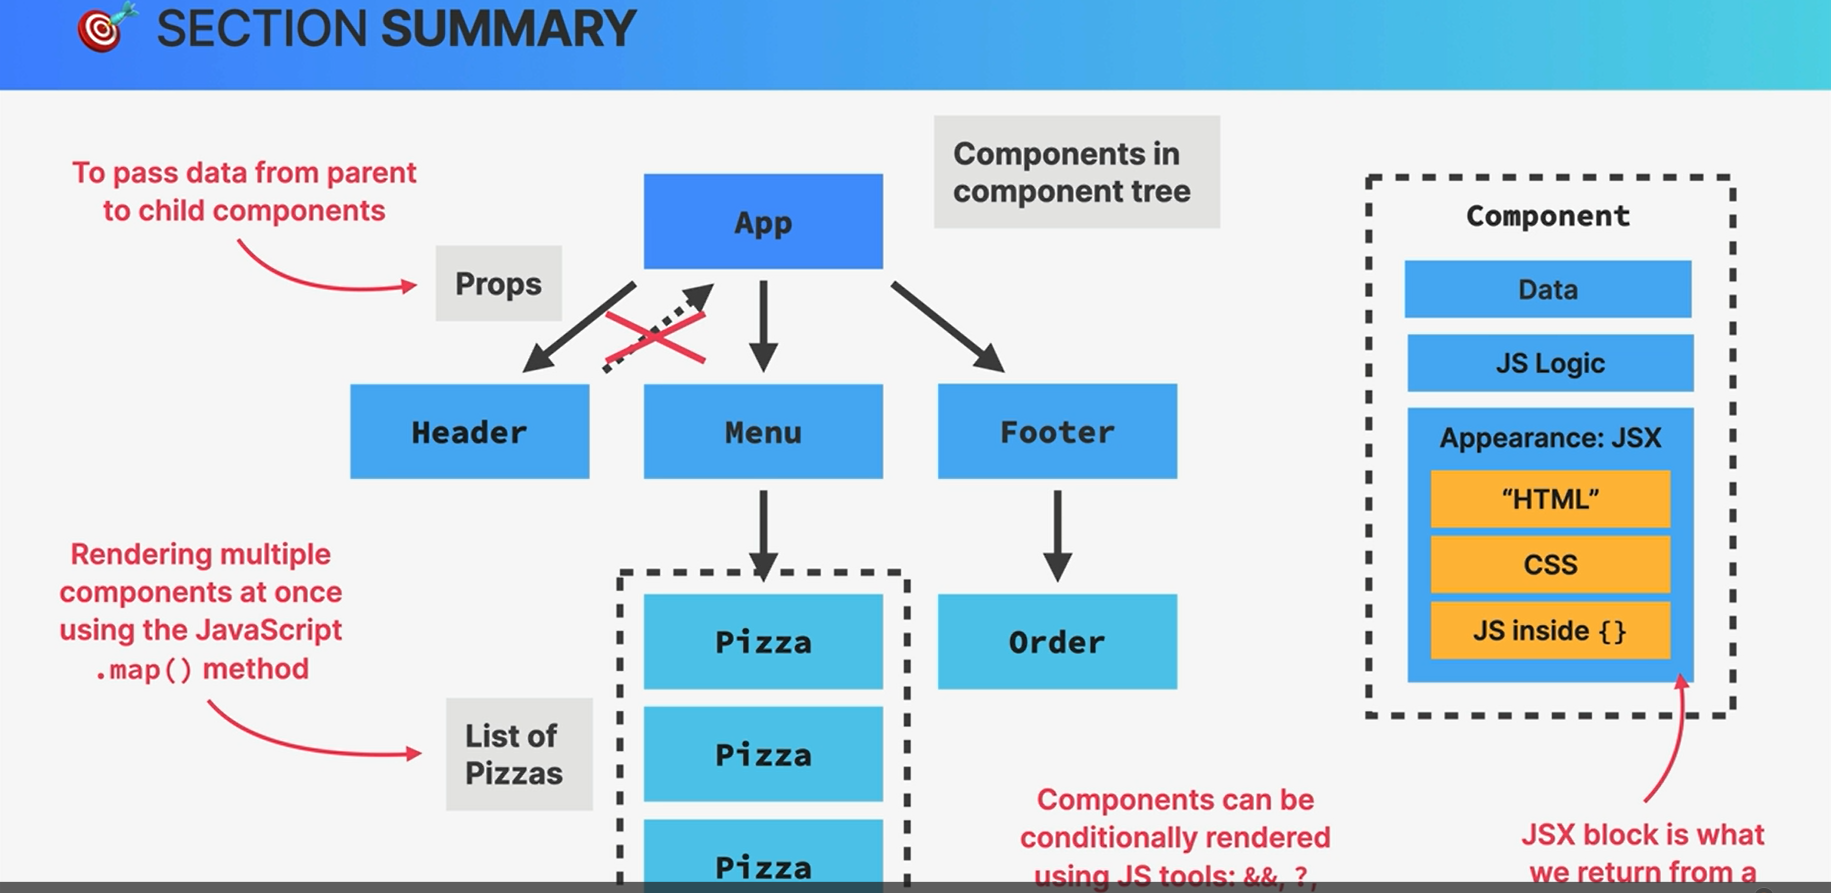 SECTION SUMMARY
To pass data from parent
to child components
Props
App
Components in
component tree
Header
Menu
Footer
Rendering multiple
components at once
using the JavaScript
.map() method
List of
Pizzas
Pizza
Pizza
Pizza
Order
Components can be
conditionally rendered
using JS tools: &&, ?,
Component
Data
JS Logic
Appearance: JSX
“HTML”
CSS
JS inside {}
JSX block is what
we return from a